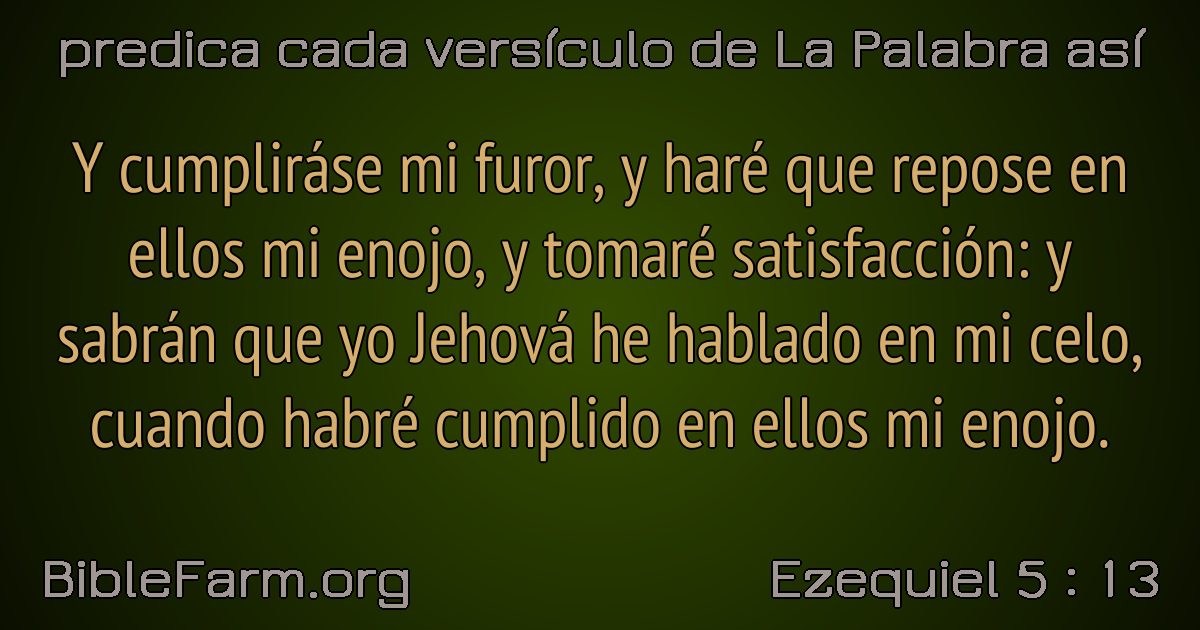 predica cada versículo de La Palabra así
Y cumpliráse mi furor, y haré que repose en
ellos mi enojo, y tomaré satisfacción: y
sabrán que yo Jehová he hablado en mi celo,
cuando habré cumplido en ellos mi enojo.
BibleFarm.org
Ezequiel 5 : 13